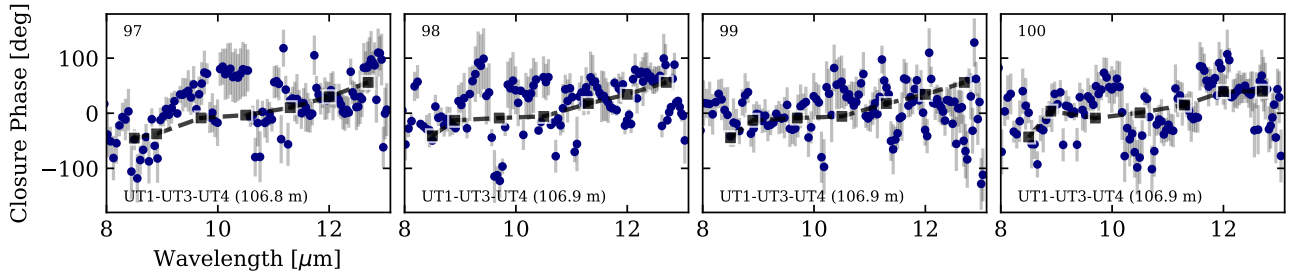 Closure Phase [deg]
100
0
−100
97
UT1-UT3-UT4 (106.8 m)
98
UT1-UT3-UT4 (106.9 m)
99
UT1-UT3-UT4 (106.9 m)
100
UT1-UT3-UT4 (106.9 m)
8 10 12 8 10 12 8 10 12 8 10 12
Wavelength [μm]